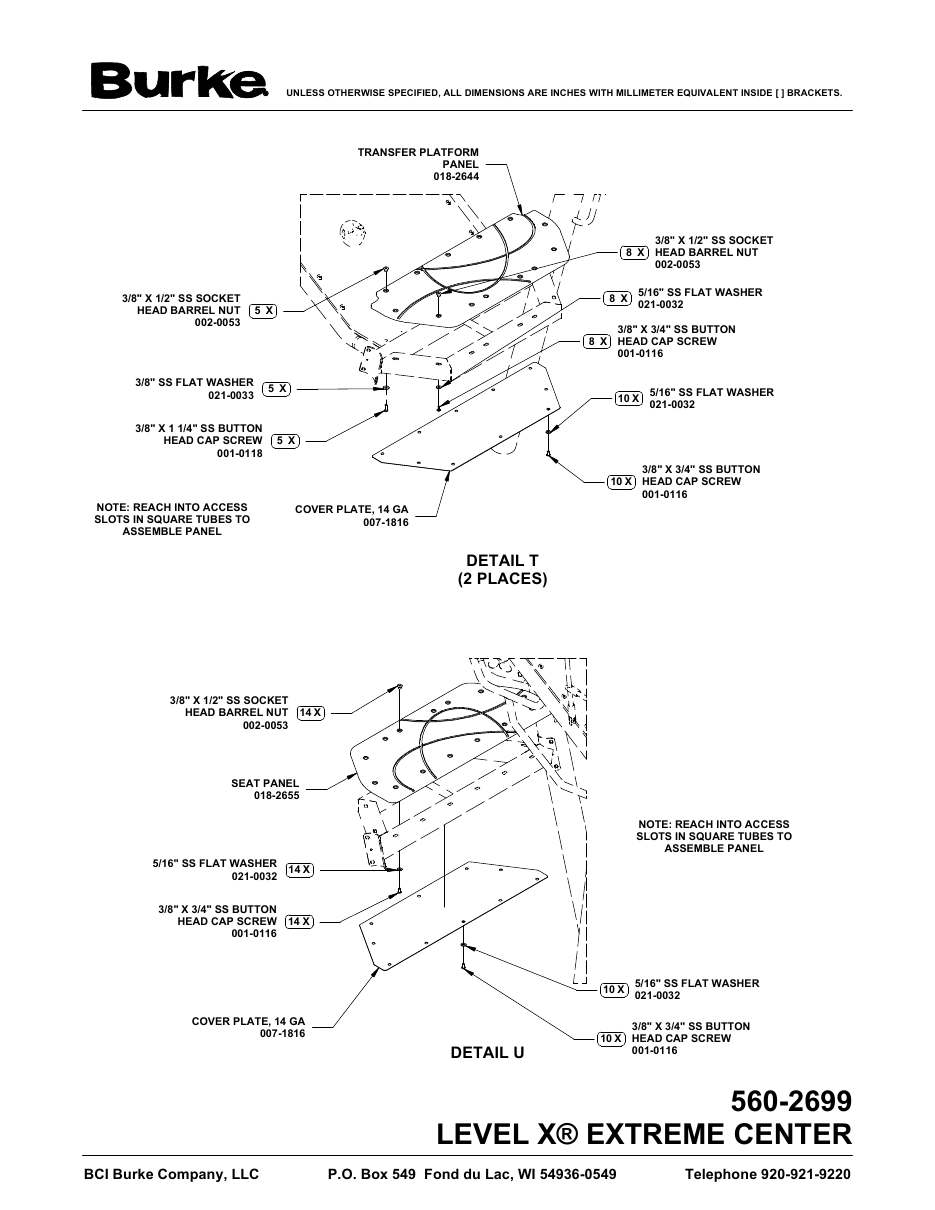 Burke
UNLESS OTHERWISE SPECIFIED, ALL DIMENSIONS ARE INCHES WITH MILLIMETER EQUIVALENT INSIDE [ ] BRACKETS.
TRANSFER PLATFORM
PANEL
018-2644
8 X
3/8" X 1/2" SS SOCKET
HEAD BARREL NUT
002-0053
3/8" X 1/2" SS SOCKET
HEAD BARREL NUT
002-0053
5 X
8 X
5/16" SS FLAT WASHER
021-0032
8 X
3/8" X 3/4" SS BUTTON
HEAD CAP SCREW
001-0116
3/8" SS FLAT WASHER
021-0033
5 X
10 X
5/16" SS FLAT WASHER
021-0032
3/8" X 1 1/4" SS BUTTON
HEAD CAP SCREW
001-0118
5 X
10 X
3/8" X 3/4" SS BUTTON
HEAD CAP SCREW
001-0116
NOTE: REACH INTO ACCESS
SLOTS IN SQUARE TUBES TO
ASSEMBLE PANEL
COVER PLATE, 14 GA
007-1816
DETAIL T
(2 PLACES)
3/8" X 1/2" SS SOCKET
HEAD BARREL NUT
002-0053
14 X
SEAT PANEL
018-2655
NOTE: REACH INTO ACCESS
SLOTS IN SQUARE TUBES TO
ASSEMBLE PANEL
5/16" SS FLAT WASHER
021-0032
14 X
3/8" X 3/4" SS BUTTON
HEAD CAP SCREW
001-0116
14 X
10 X
5/16" SS FLAT WASHER
021-0032
COVER PLATE, 14 GA
007-1816
10 X
3/8" X 3/4" SS BUTTON
HEAD CAP SCREW
001-0116
DETAIL U
560-2699
LEVEL X® EXTREME CENTER
BCI Burke Company, LLC P.O. Box 549 Fond du Lac, WI 54936-0549 Telephone 920-921-9220